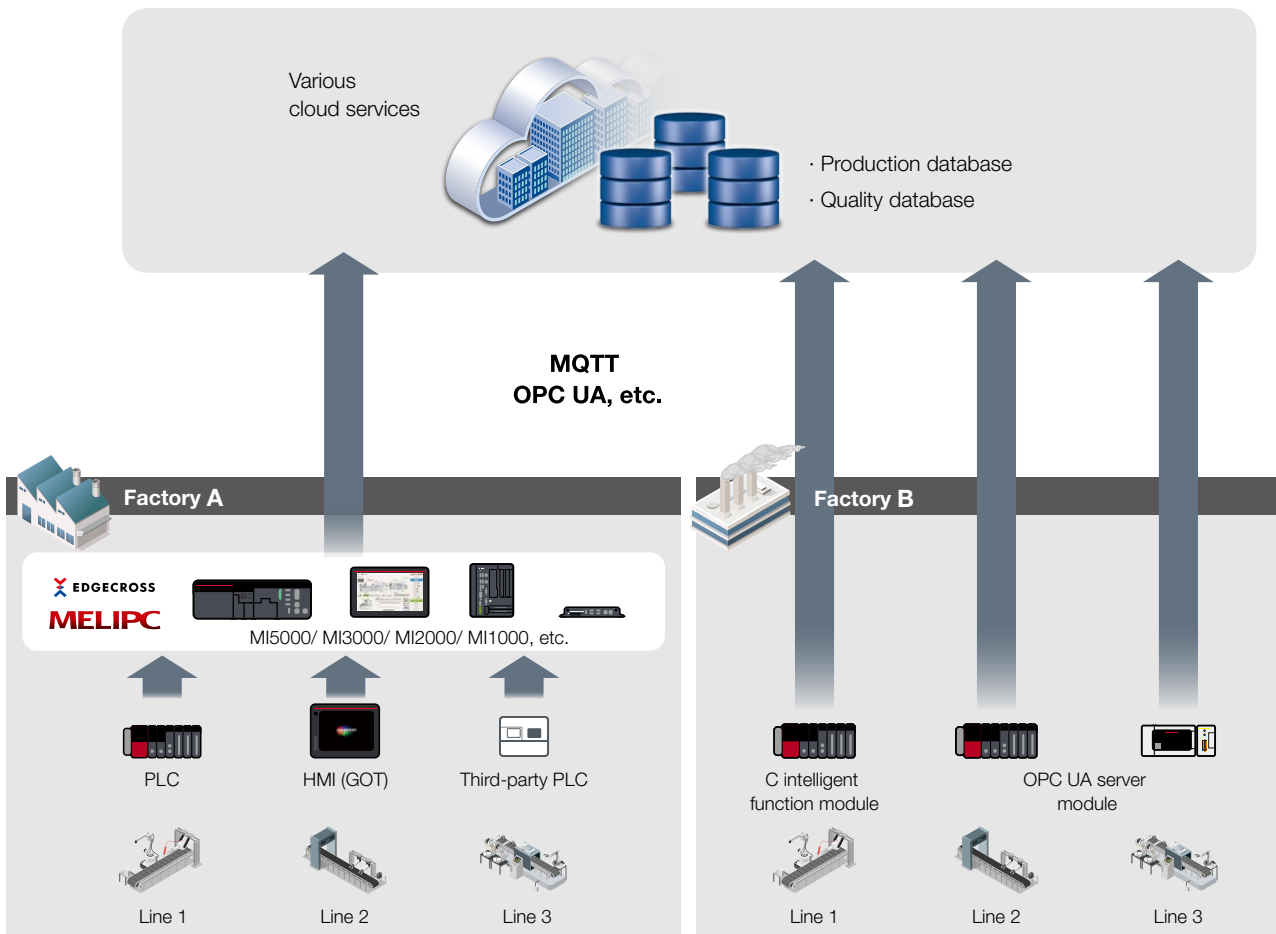 Various
cloud services
· Production database
· Quality database
MQTT
OPC UA, etc.
Factory A
EDGECROSS
MELIPC
MI5000/ MI3000/ MI2000/ MI1000, etc.
PLC
HMI (GOT)
Third-party PLC
Line 1
Line 2
Line 3
Factory B
C intelligent
function module
OPC UA server
module
Line 1
Line 2
Line 3